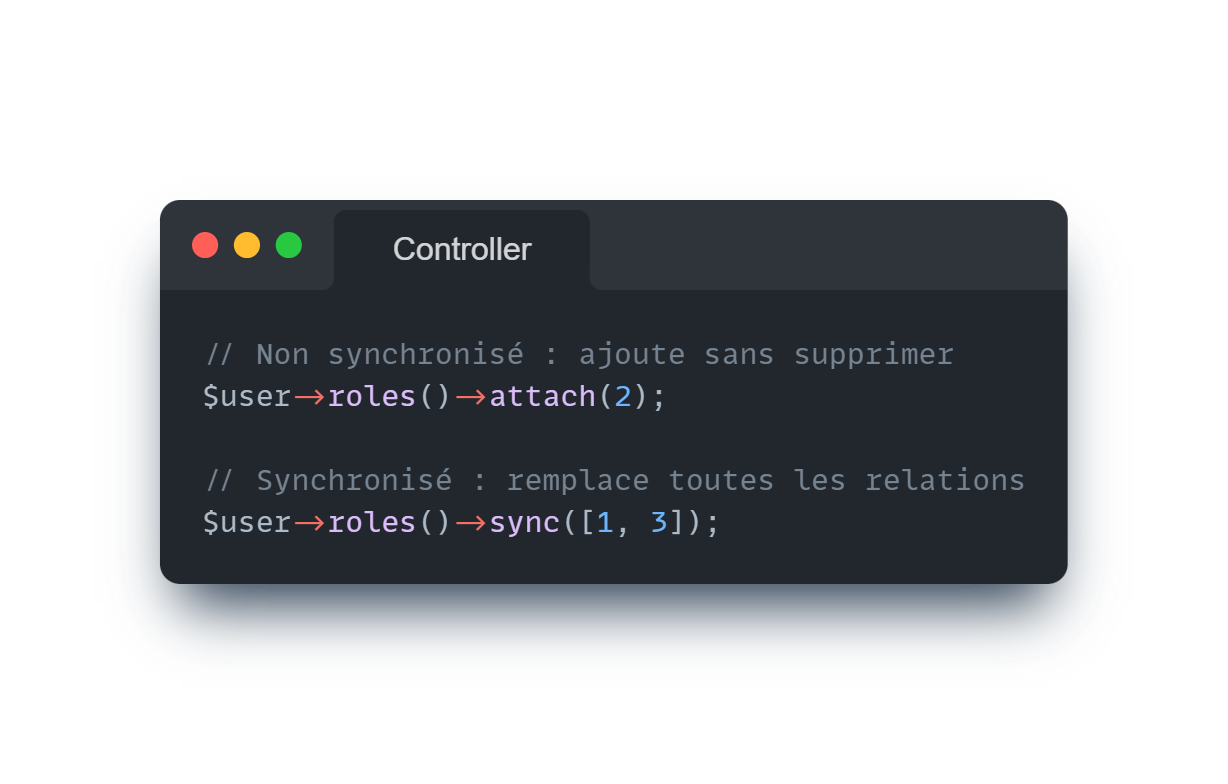 Controller
// Non synchronisé : ajoute sans supprimer
$user->roles()->attach(2);
// Synchronisé : remplace toutes les relations
$user->roles()->sync([1, 3]);